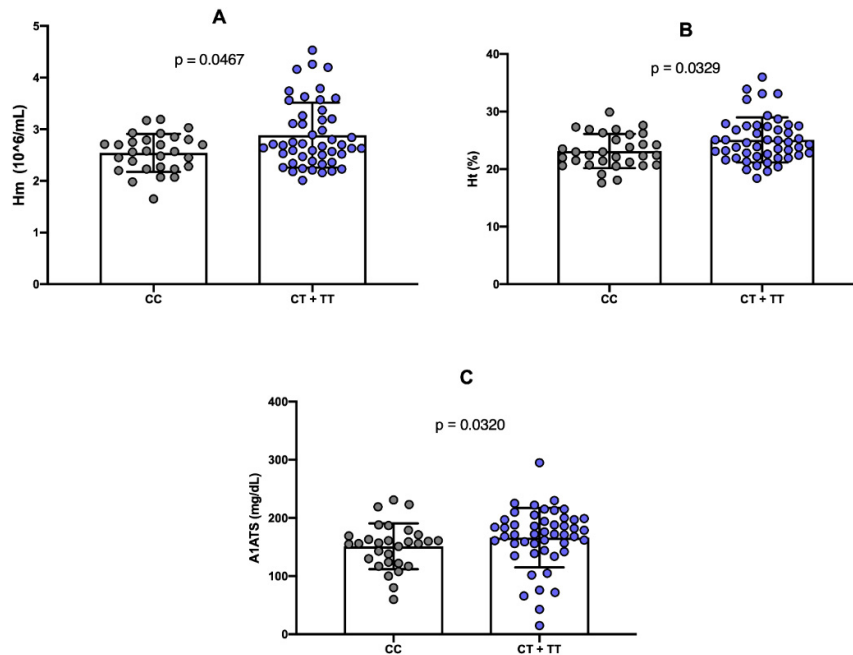 A
p = 0.0467
Hm (10^6/mL)
5
4
3
2
1
0
CC
CT + TT
B
p = 0.0329
Ht (%)
40
30
20
10
0
CC
CT + TT
C
p = 0.0320
A1ATS (mg/dL)
400
300
200
100
0
CC
CT + TT